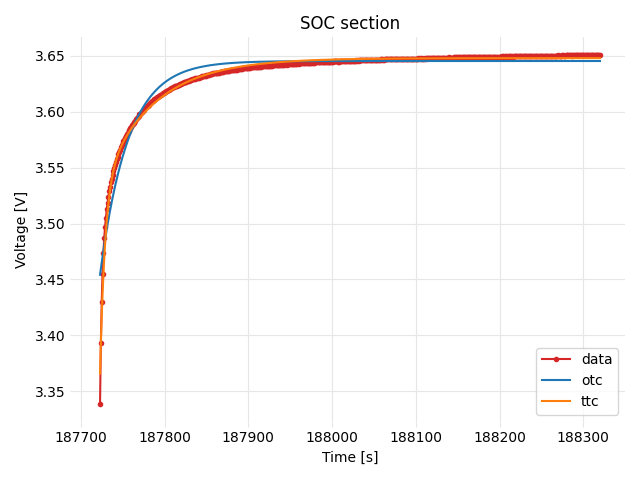 SOC section
Voltage [V]
3.65
3.60
3.55
3.50
3.45
3.40
3.35
data
otc
ttc
187700 187800 187900 188000 188100 188200 188300
Time [s]